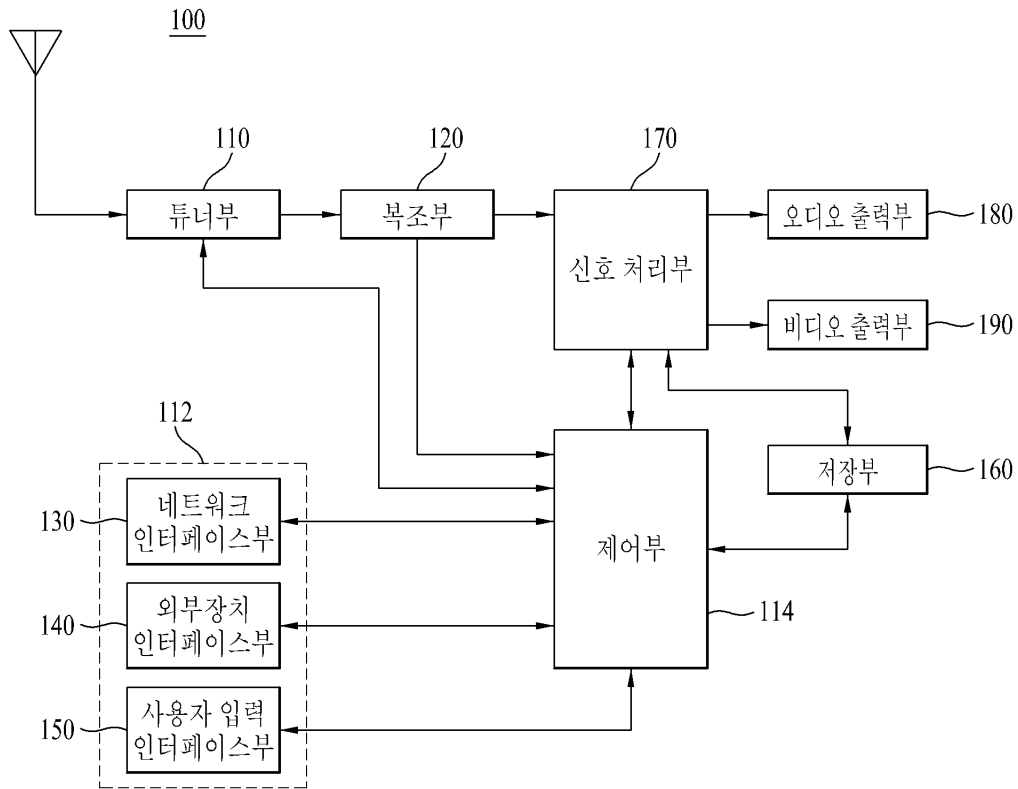 100
110
120
170
튜너부
복조부
신호 처리부
오디오 출력부
180
비디오 출력부
190
112
저장부
160
130
네트워크
인터페이스부
제어부
114
140
외부장치
인터페이스부
150
사용자 입력
인터페이스부